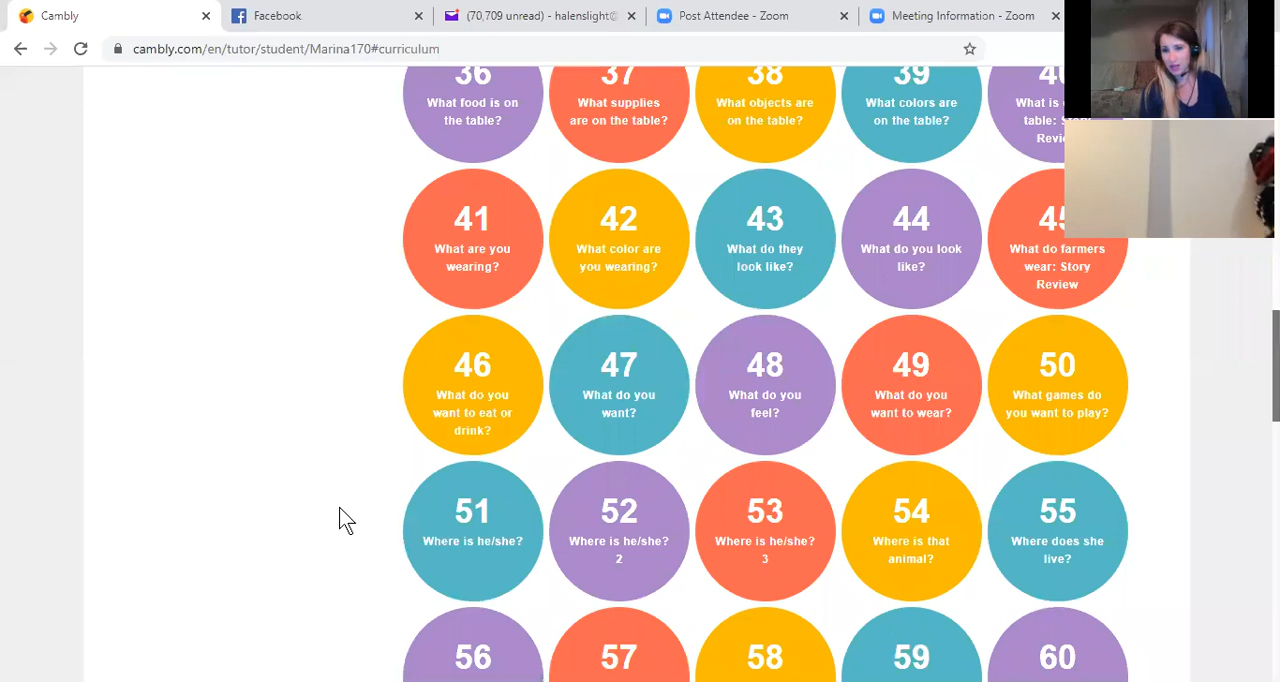 Cambly
Facebook
(70,709 unread) - halenslight@
Post Attendee - Zoom
Meeting Information - Zoom
cambly.com/en/tutor/student/Marina170#curriculum
36
What food is on
the table?
37
What supplies
are on the table?
38
What objects are
on the table?
39
What colors are
on the table?
What is
table:
41
What are you
wearing?
42
What color are
you wearing?
43
What do they
look like?
44
What do you look
like?
45
What do farmers
wear: Story
Review
46
What do you
want to eat or
drink?
47
What do you
want?
48
What do you
feel?
49
What do you
want to wear?
50
What games do
you want to play?
51
Where is he/she?
52
Where is he/she?
2
53
Where is he/she?
3
54
Where is that
animal?
55
Where does she
live?
56
57
58
59
60